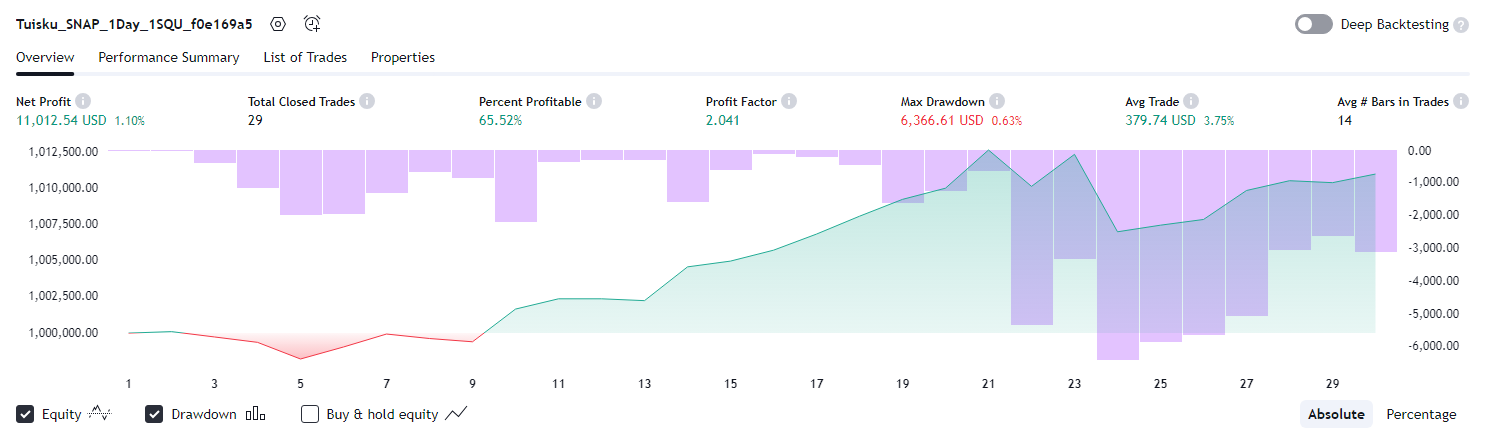 Tuisku_SNAP_1Day_1SQU_f0e169a5 Deep Backtesting ?
Overview Performance Summary List of Trades Properties
Net Profit i Total Closed Trades i Percent Profitable i Profit Factor i Max Drawdown i Avg Trade i Avg # Bars in Trades i
11,012.54 USD 1.10% 29 65.52% 2.041 6,366.61 USD 0.63% 379.74 USD 3.75% 14
1,012,500.00 0.00
1,010,000.00 -1,000.00
1,007,500.00 -2,000.00
1,005,000.00 -3,000.00
1,002,500.00 -4,000.00
1,000,000.00 -5,000.00
-6,000.00
1 3 5 7 9 11 13 15 17 19 21 23 25 27 29
Equity Drawdown Buy & hold equity Absolute Percentage